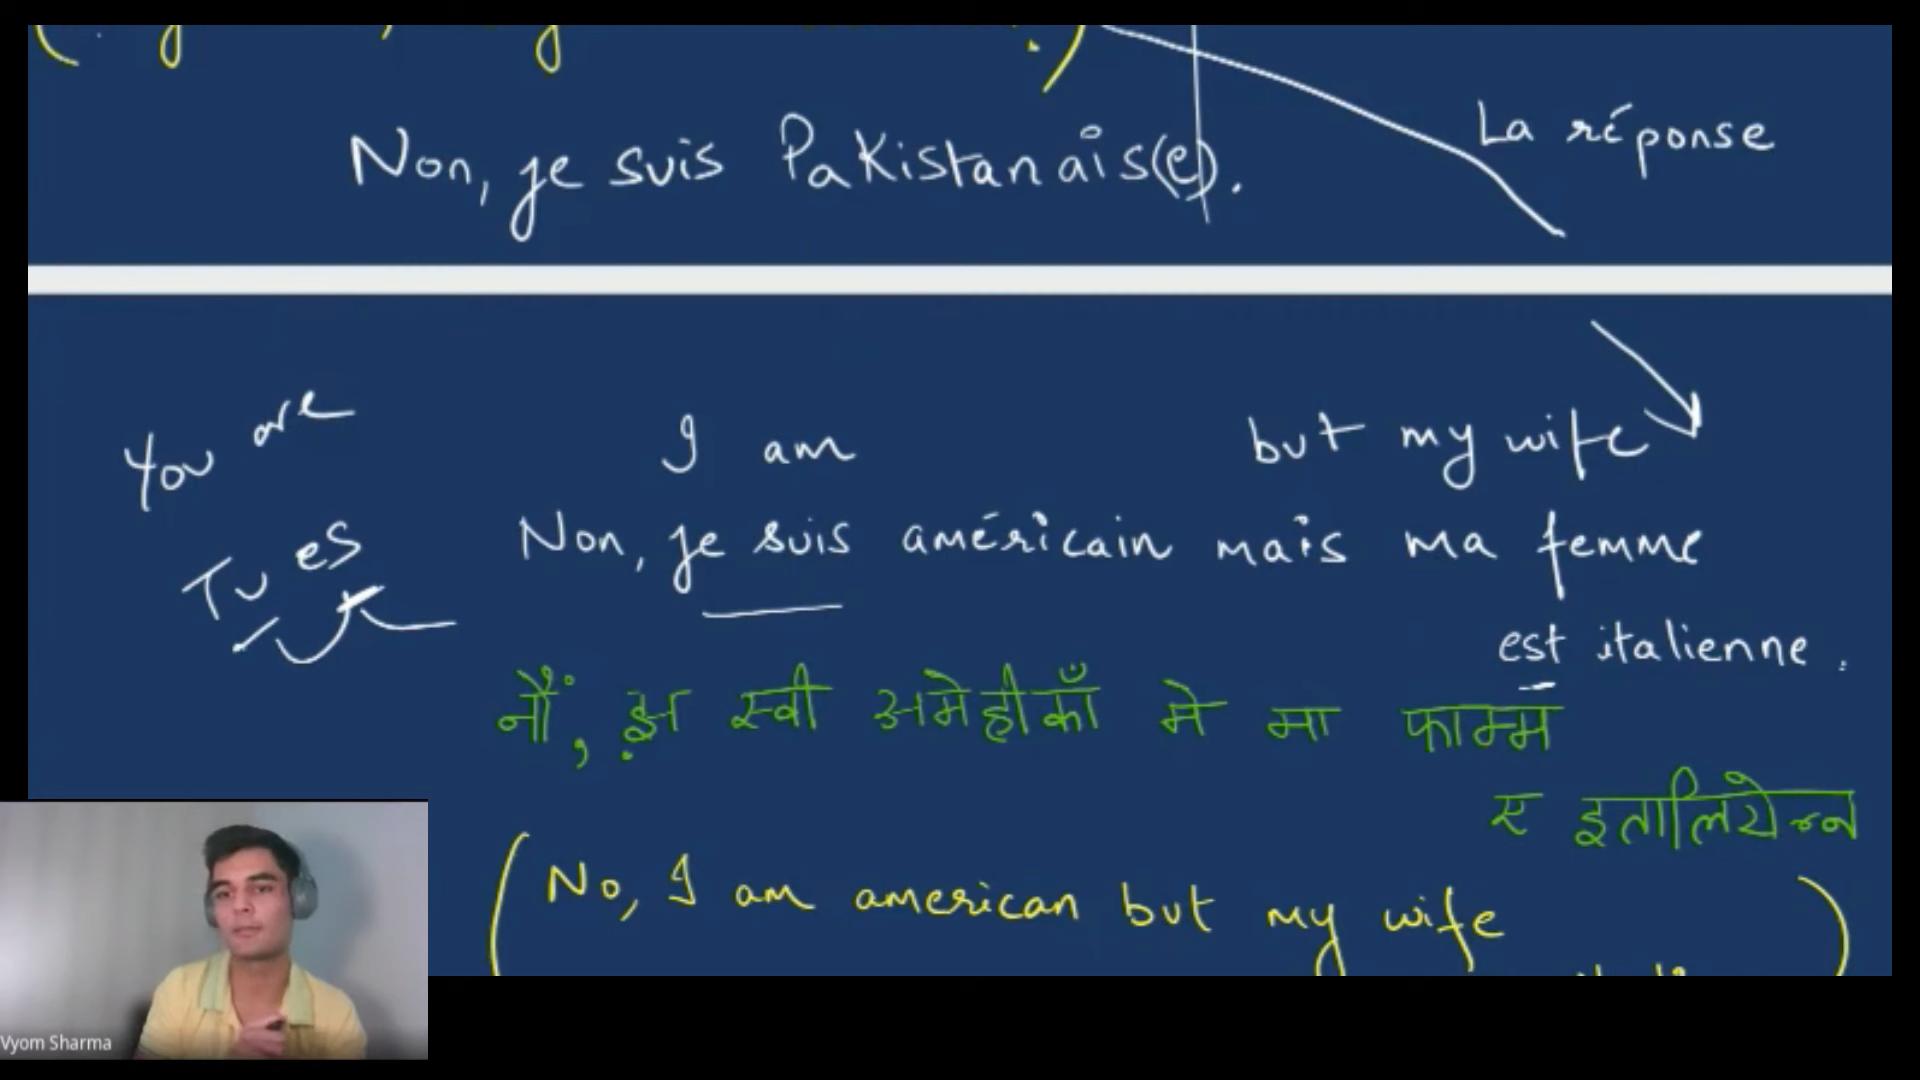 Non, je suis Pakistanais(e).
La réponse
You are
I am
but my wife
Tu es
Non, je suis américain mais ma femme
est italienne.
नौं, झ़ स्वी अमेहीकाँ मे मा फाम्म
ए इतालियेन्न
(No, I am american but my wife
Vyom Sharma